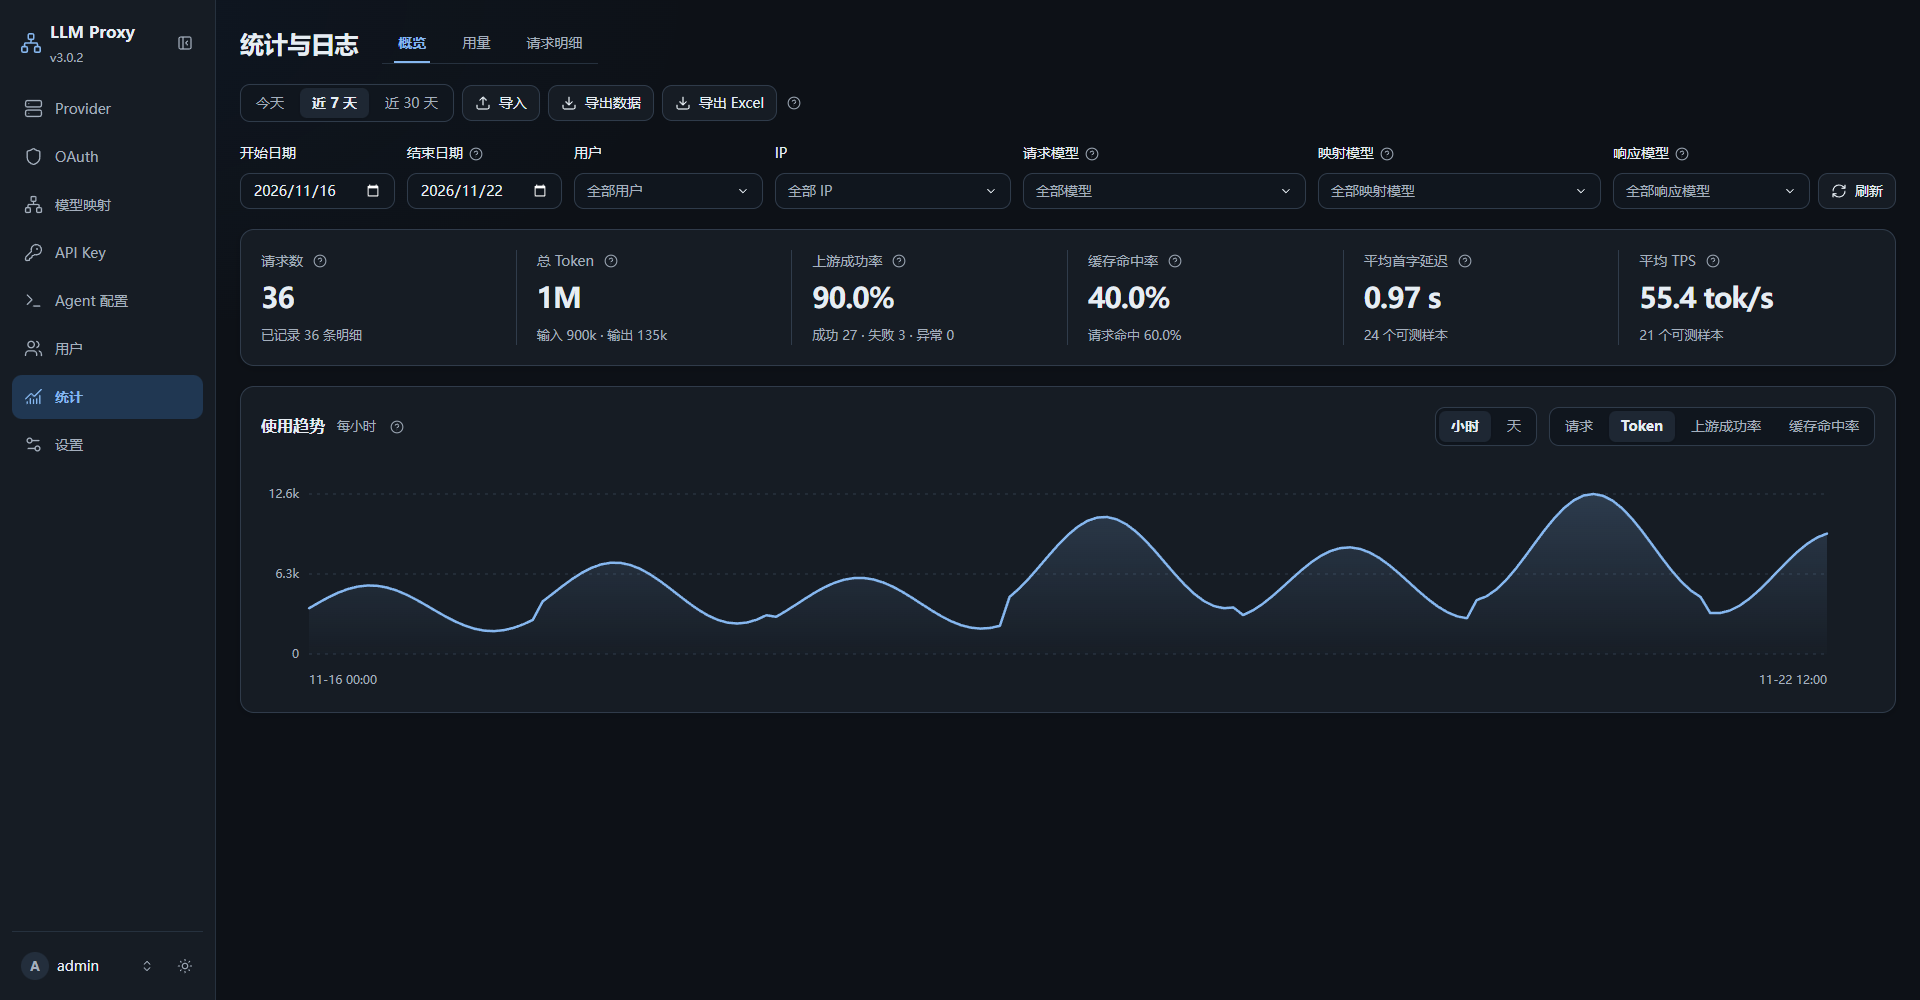 LLM Proxy
v3.0.2
Provider
OAuth
模型映射
API Key
Agent 配置
用户
统计
设置
A admin
统计与日志 概览 用量 请求明细
今天 近 7 天 近 30 天 导入 导出数据 导出 Excel
开始日期 结束日期 用户 IP 请求模型 映射模型 响应模型
2026/11/16 2026/11/22 全部用户 全部 IP 全部模型 全部映射模型 全部响应模型 刷新
请求数 总 Token 上游成功率 缓存命中率 平均首字延迟 平均 TPS
36 1M 90.0% 40.0% 0.97 s 55.4 tok/s
已记录 36 条明细 输入 900k · 输出 135k 成功 27 · 失败 3 · 异常 0 请求命中 60.0% 24 个可测样本 21 个可测样本
使用趋势 每小时 小时 天 请求 Token 上游成功率 缓存命中率
12.6k
6.3k
0
11-16 00:00 11-22 12:00